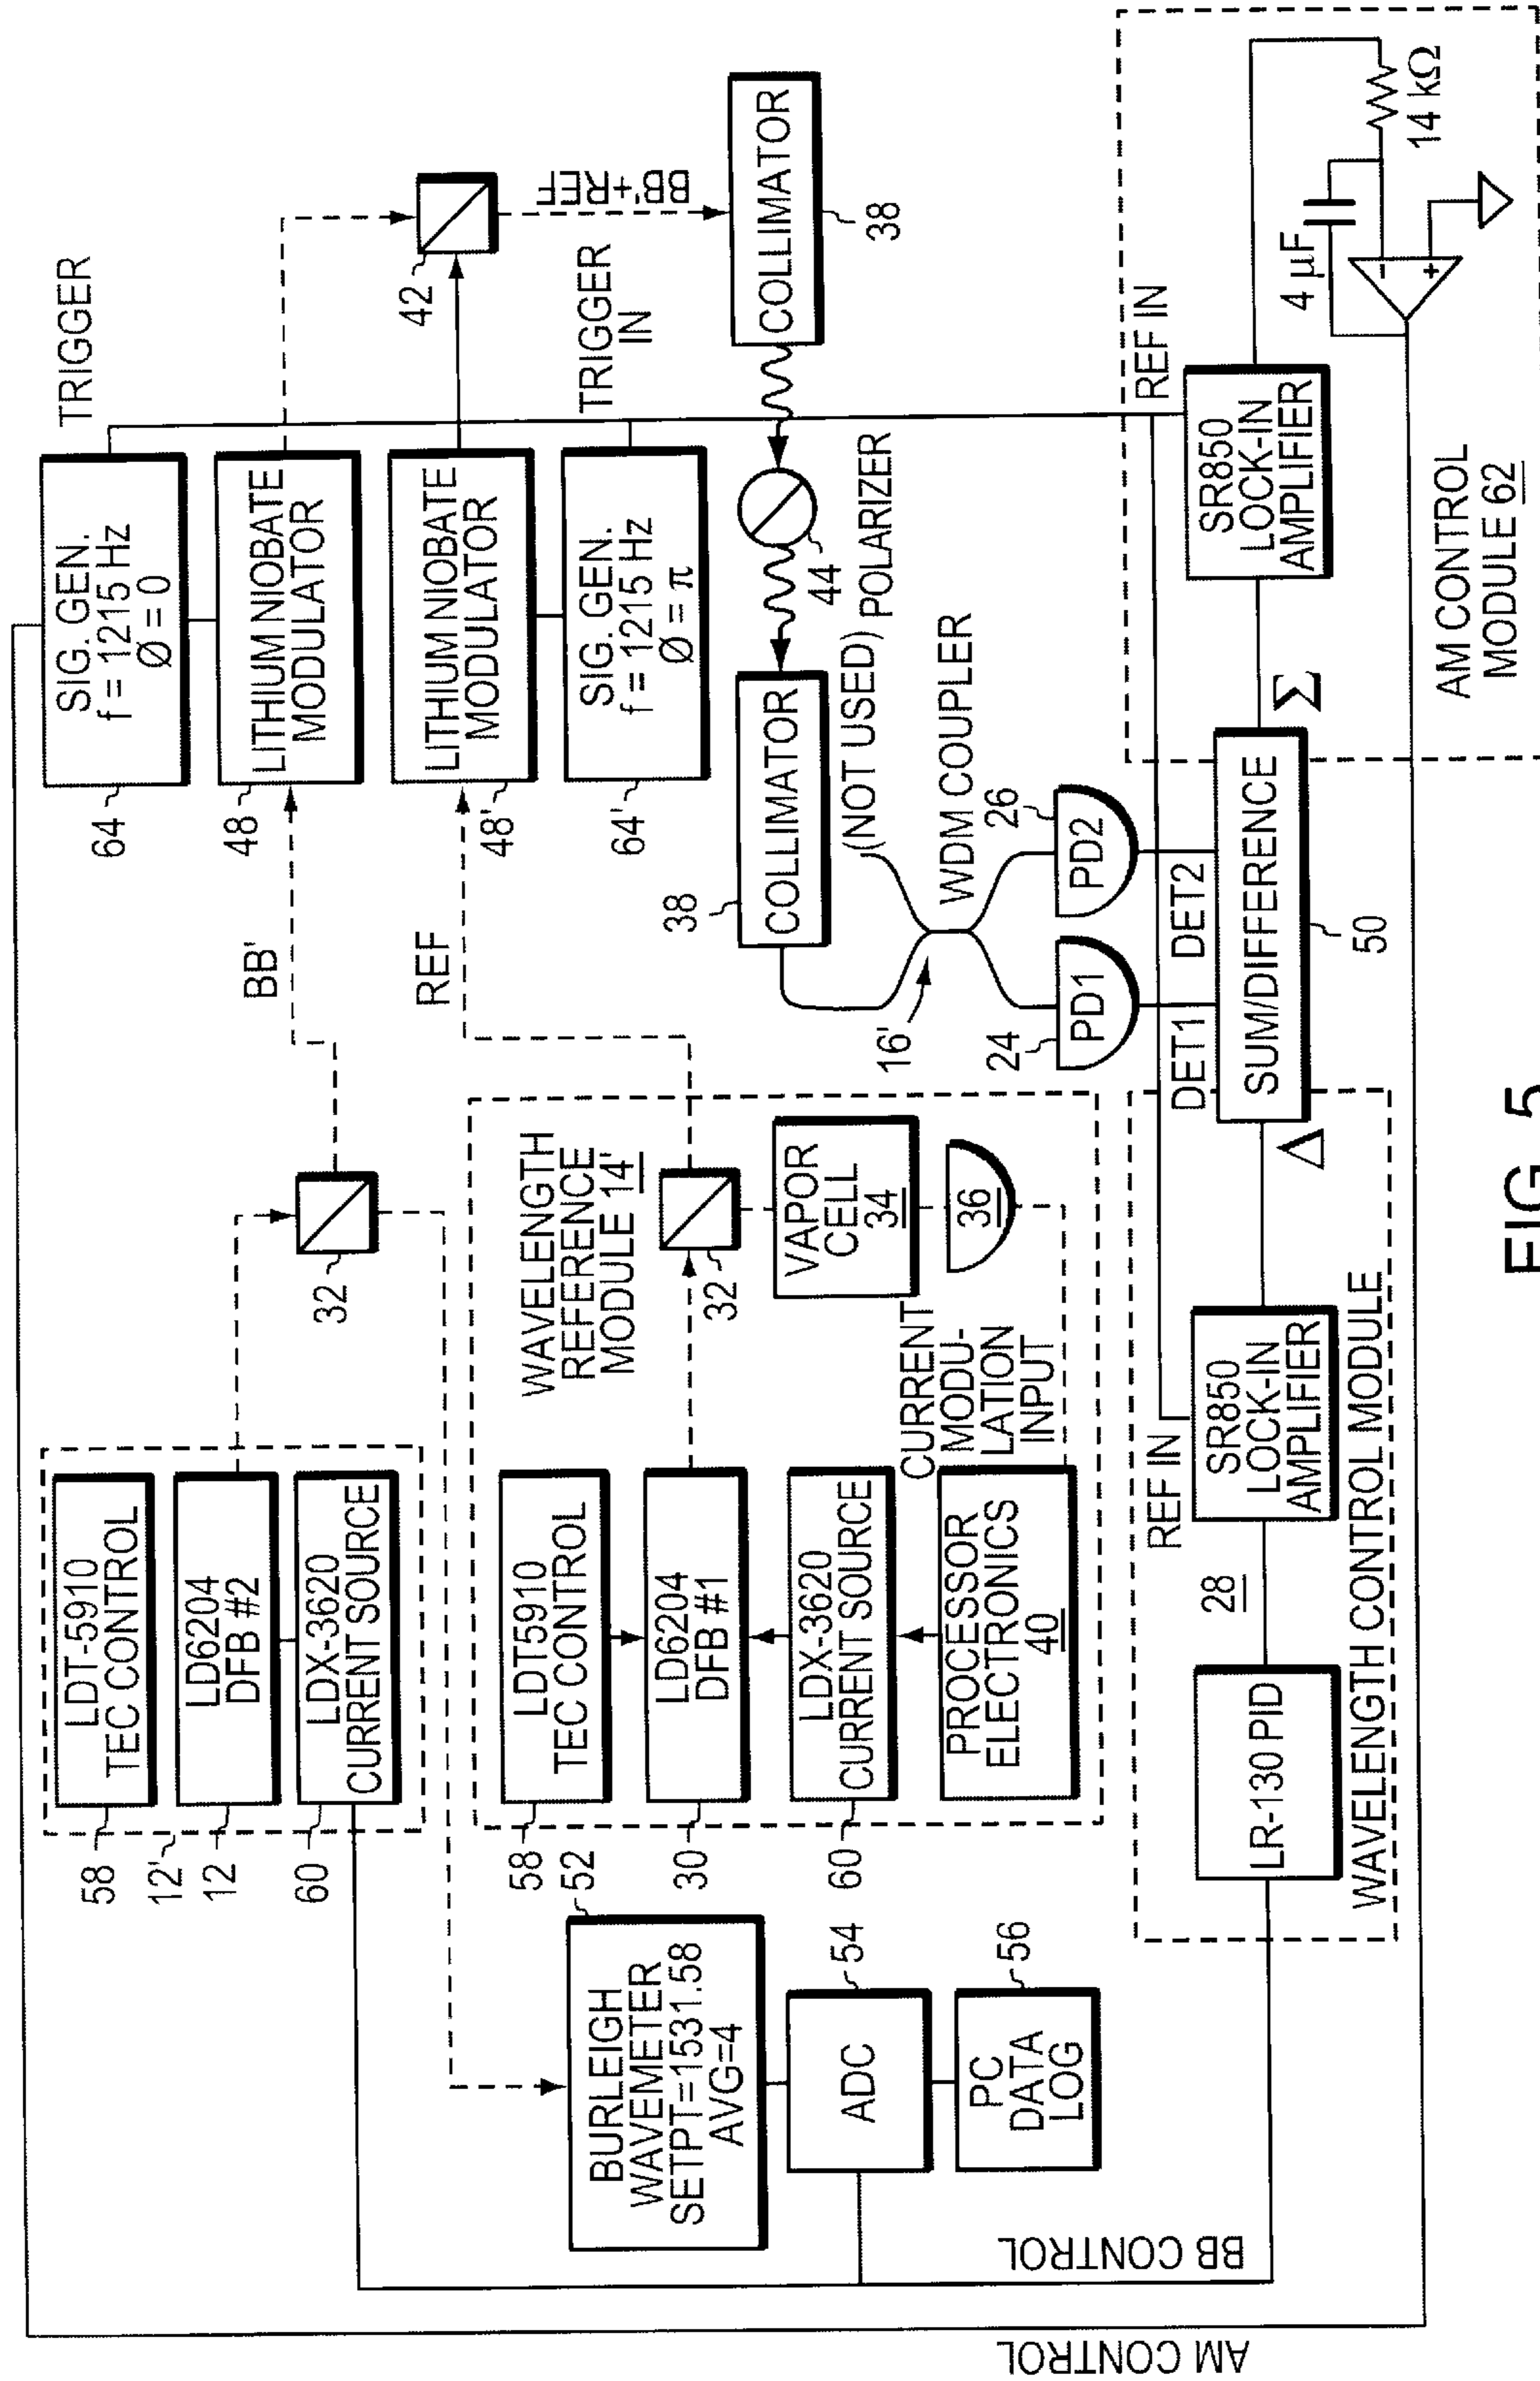 TRIGGER
SIG. GEN.
f = 1215 Hz
Ø = 0
64
LITHIUM NIOBATE
MODULATOR
48
BB'
LITHIUM NIOBATE
MODULATOR
48'
REF
SIG. GEN.
f = 1215 Hz
Ø = π
64'
TRIGGER
IN
42
BB'+REF
COLLIMATOR
38
44
POLARIZER
COLLIMATOR
38
(NOT USED)
WDM COUPLER
16'
PD1
24
PD2
26
DET1
DET2
SUM/DIFFERENCE
50
Δ
Σ
REF IN
SR850
LOCK-IN
AMPLIFIER
4 µF
14 kΩ
-
+
AM CONTROL
MODULE 62
LDT-5910
TEC CONTROL
58
12'
LD6204
DFB #2
12
LDX-3620
CURRENT SOURCE
60
32
WAVELENGTH
REFERENCE
MODULE 14'
LDT5910
TEC CONTROL
58
LD6204
DFB #1
30
LDX-3620
CURRENT SOURCE
60
PROCESSOR
ELECTRONICS
40
32
VAPOR
CELL
34
36
CURRENT
MODU-
LATION
INPUT
52
BURLEIGH
WAVEMETER
SETPT=1531.58
AVG=4
ADC
54
PC
DATA
LOG
56
REF IN
SR850
LOCK-IN
AMPLIFIER
28
LR-130 PID
WAVELENGTH CONTROL MODULE
BB CONTROL
AM CONTROL
FIG. 5